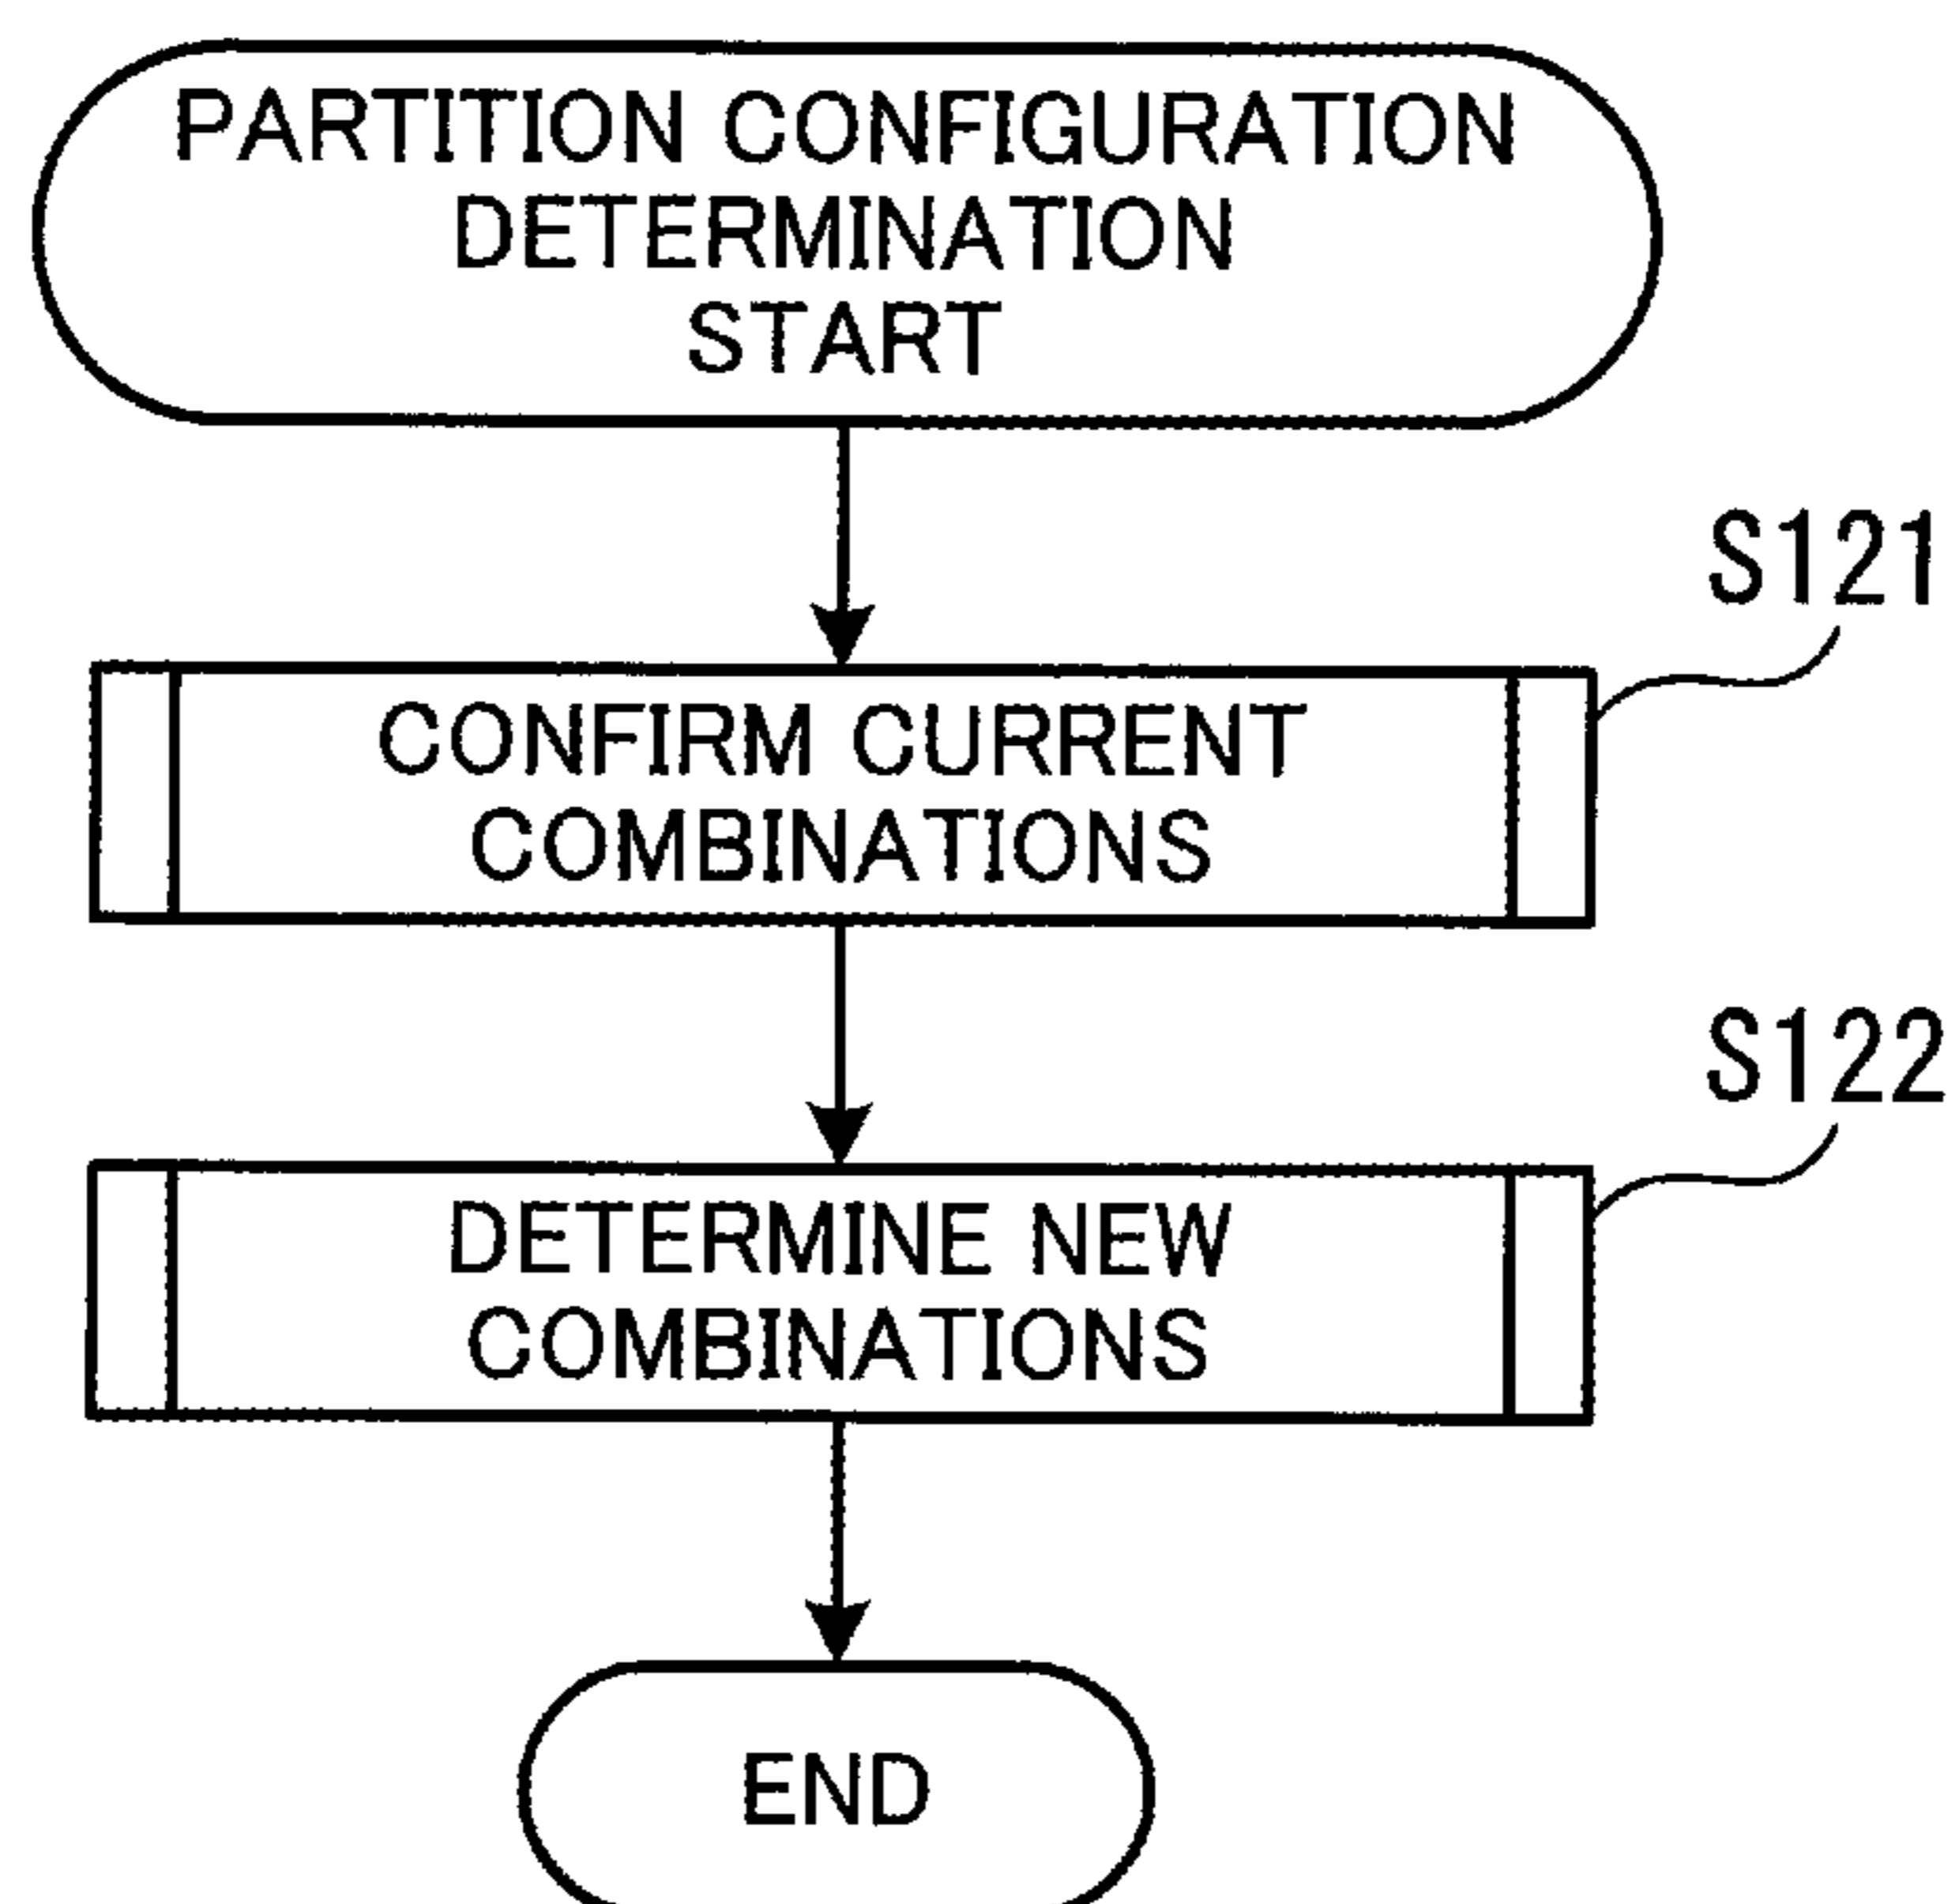 PARTITION CONFIGURATION
DETERMINATION
START
S121
CONFIRM CURRENT
COMBINATIONS
S122
DETERMINE NEW
COMBINATIONS
END